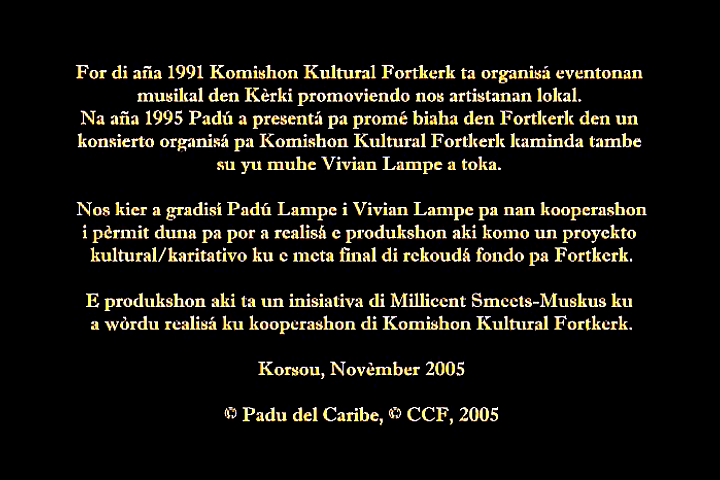 For di aña 1991 Komishon Kultural Fortkerk ta organisá eventonan
musikal den Kèrki promoviendo nos artistanan lokal.
Na aña 1995 Padú a presentá pa promé biaha den Fortkerk den un
konsierto organisá pa Komishon Kultural Fortkerk kaminda tambe
su yu muhe Vivian Lampe a toka.
Nos kier a gradisí Padú Lampe i Vivian Lampe pa nan kooperashon
i pèrmit duna pa por a realisá e produkshon aki komo un proyekto
kultural/karitativo ku e meta final di rekoudá fondo pa Fortkerk.
E produkshon aki ta un inisiativa di Millicent Smeets-Muskus ku
a wòrdu realisá ku kooperashon di Komishon Kultural Fortkerk.
Korsou, Novèmber 2005
© Padu del Caribe, © CCF, 2005